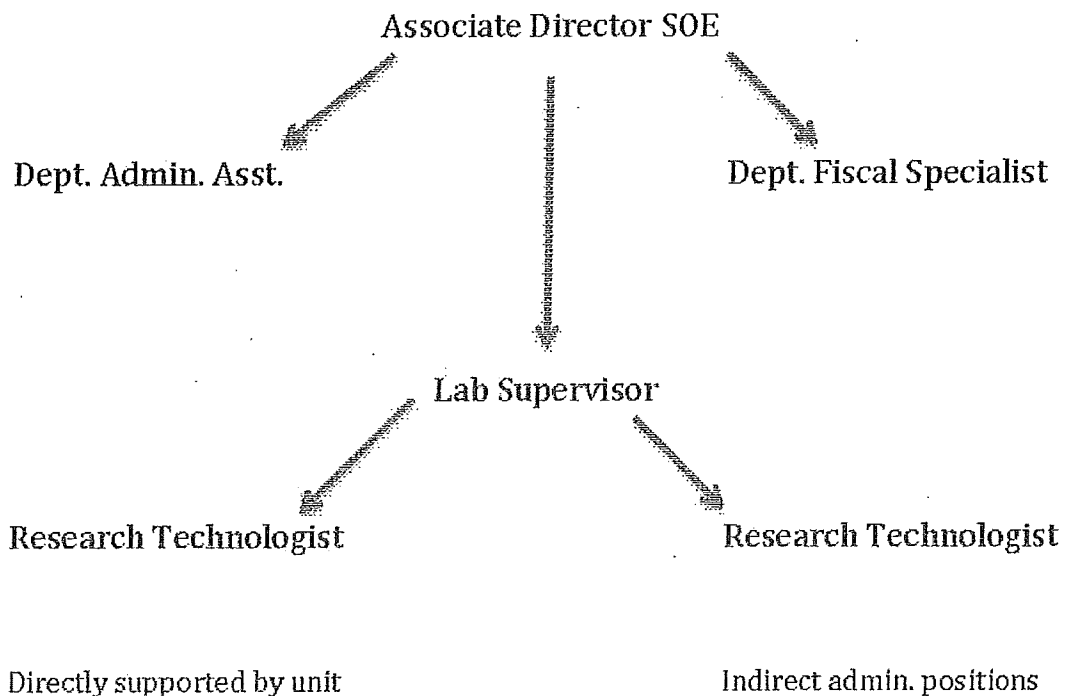 Associate Director SOE
Dept. Admin. Asst.
Dept. Fiscal Specialist
Lab Supervisor
Research Technologist
Research Technologist
Directly supported by unit
Indirect admin. positions